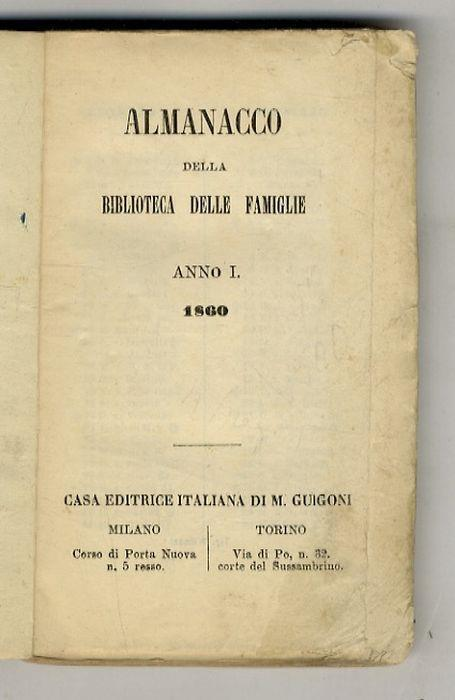 ALMANACCO
DELLA
BIBLIOTECA DELLE FAMIGLIE
ANNO I.
1860
CASA EDITRICE ITALIANA DI M. GUIGONI
MILANO
Corso di Porta Nuova
n. 5 rosso.
TORINO
Via di Po, n. 32.
corte del Sussambrino.